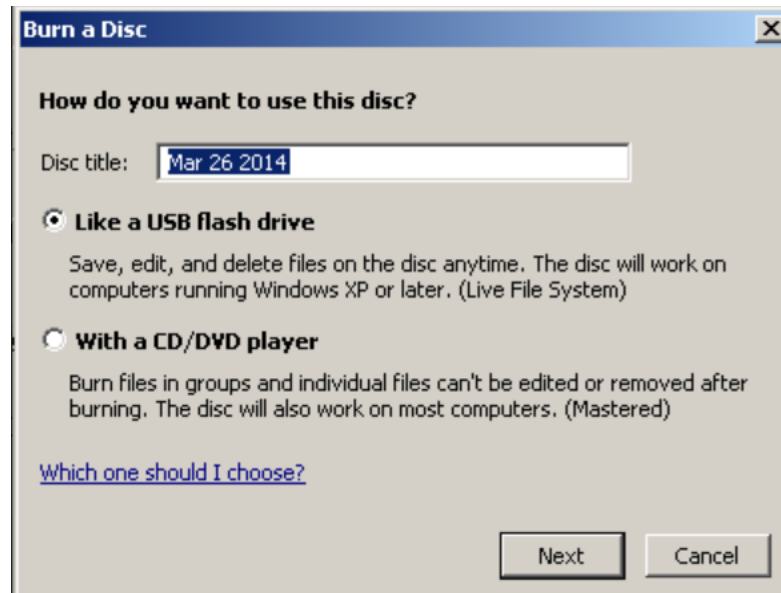 Burn a Disc
How do you want to use this disc?
Disc title: Mar 26 2014
Like a USB flash drive
Save, edit, and delete files on the disc anytime. The disc will work on
computers running Windows XP or later. (Live File System)
With a CD/DVD player
Burn files in groups and individual files can't be edited or removed after
burning. The disc will also work on most computers. (Mastered)
Which one should I choose?
Next Cancel